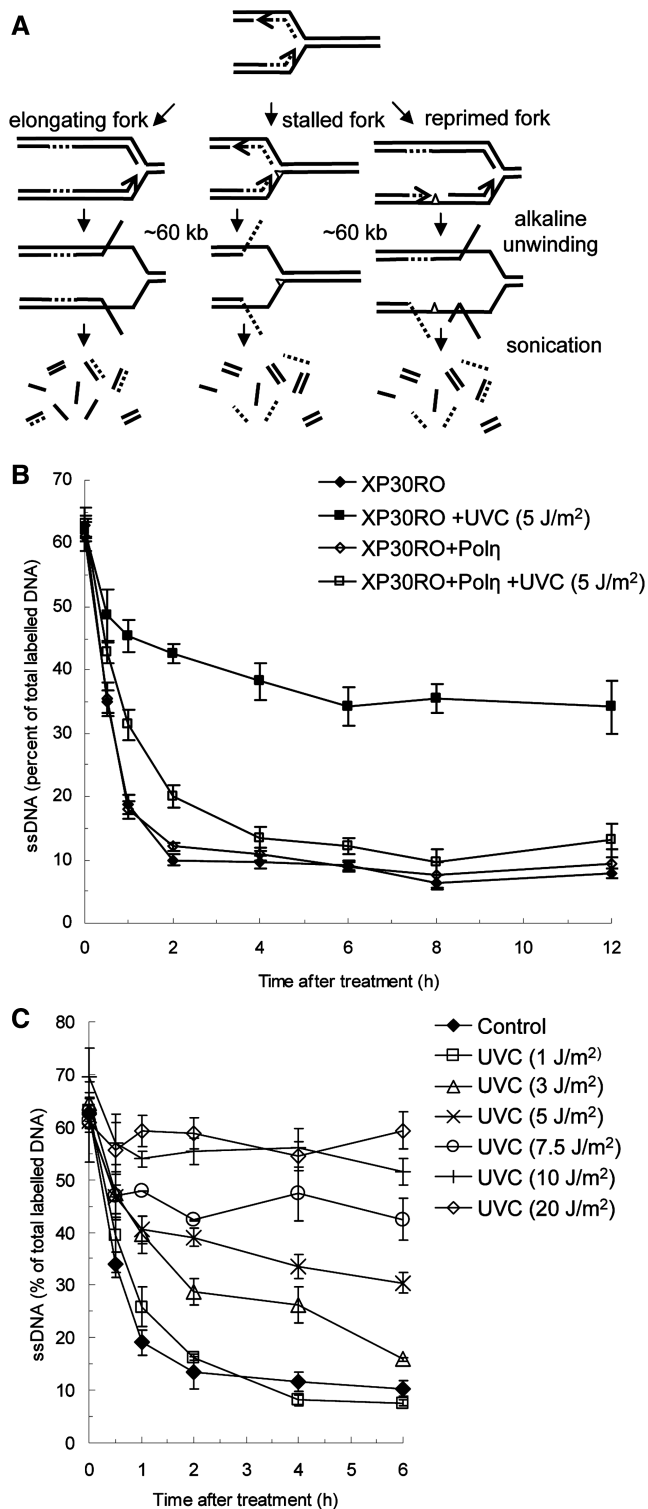 A
elongating fork
stalled fork
reprimed fork
~60 kb
~60 kb
alkaline
unwinding
sonication
B
70
60
50
40
30
20
10
0
ssDNA (percent of total labelled DNA)
XP30RO
XP30RO +UVC (5 J/m²)
XP30RO+Polη
XP30RO+Polη +UVC (5 J/m²)
0 2 4 6 8 10 12
Time after treatment (h)
C
80
70
60
50
40
30
20
10
0
ssDNA (% of total labelled DNA)
Control
UVC (1 J/m²⁾
UVC (3 J/m²)
UVC (5 J/m²)
UVC (7.5 J/m²)
UVC (10 J/m²)
UVC (20 J/m²)
0 1 2 3 4 5 6
Time after treatment (h)